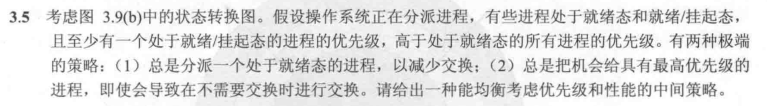 3.5 考虑图 3.9(b)中的状态转换图。假设操作系统正在分派进程，有些进程处于就绪态和就绪/挂起态，
且至少有一个处于就绪/挂起态的进程的优先级，高于处于就绪态的所有进程的优先级。有两种极端
的策略：（1）总是分派一个处于就绪态的进程，以减少交换；（2）总是把机会给具有最高优先级的
进程，即使会导致在不需要交换时进行交换。请给出一种能均衡考虑优先级和性能的中间策略。